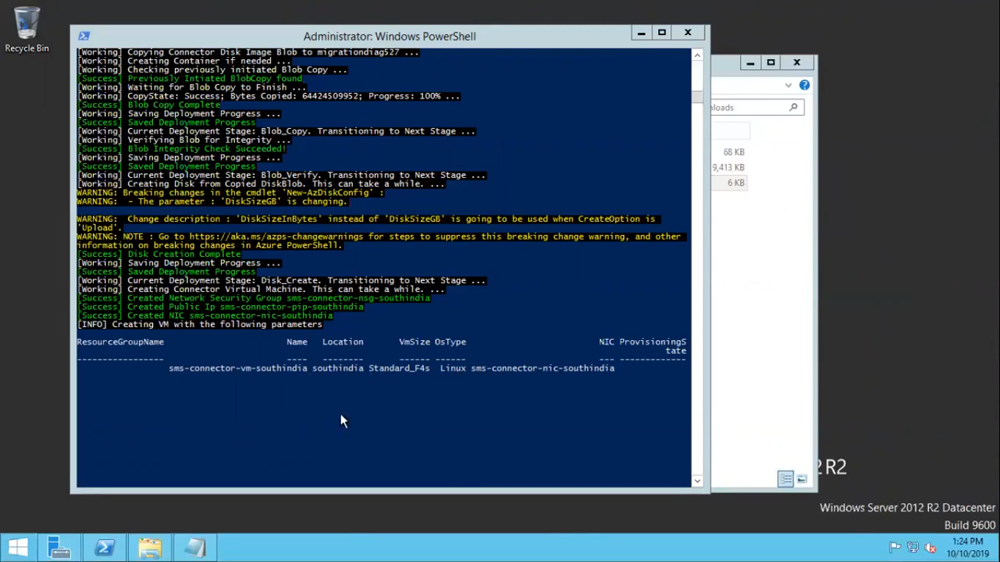 Recycle Bin
Administrator: Windows PowerShell
[Working] Copying Connector Disk Image Blob to migrationdiag527 ...
[Working] Creating Container if needed ...
[Working] Checking previously initiated Blob Copy ...
[Success] Previously Intiated BlobCopy found
[Working] Waiting for Blob Copy to Finish ...
[Working] CopyState: Success; Bytes Copied: 64424509952; Progress: 100% ...
[Success] Blob Copy Complete
[Working] Saving Deployment Progress ...
[Success] Saved Deployment Progress
[Working] Current Deployment Stage: Blob_Copy. Transitioning to Next Stage ...
[Working] Verifying Blob for Integrity ...
[Success] Blob Integrity Check Succeeded!
[Working] Saving Deployment Progress ...
[Success] Saved Deployment Progress
[Working] Current Deployment Stage: Blob_Verify. Transitioning to Next Stage ...
[Working] Creating Disk from Copied DiskBlob. This can take a while. ...
WARNING: Breaking changes in the cmdlet 'New-AzDiskConfig' :
WARNING:  - The parameter : 'DiskSizeGB' is changing.
WARNING:  Change description : 'DiskSizeInBytes' instead of 'DiskSizeGB' is going to be used when CreateOption is
'Upload'.
WARNING: NOTE : Go to https://aka.ms/azps-changewarnings for steps to suppress this breaking change warning, and other
information on breaking changes in Azure PowerShell.
[Success] Disk Creation Complete
[Working] Saving Deployment Progress ...
[Success] Saved Deployment Progress
[Working] Current Deployment Stage: Disk_Create. Transitioning to Next Stage ...
[Working] Creating Connector Virtual Machine. This can take a while. ...
[Success] Created Network Security Group sms-connector-nsg-southindia
[Success] Created Public Ip sms-connector-pip-southindia
[Success] Created NIC sms-connector-nic-southindia
[INFO] Creating VM with the following parameters
ResourceGroupName Name Location VmSize OsType NIC ProvisioningS
tate
----------------- ---- -------- ------ ------ --- -------------
sms-connector-vm-southindia southindia Standard_F4s Linux sms-connector-nic-southindia
nloads
68 KB
9,413 KB
6 KB
2 R2
Windows Server 2012 R2 Datacenter
Build 9600
1:24 PM
10/10/2019